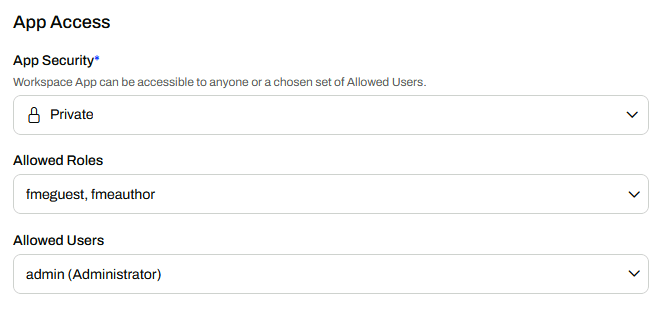 App Access
App Security*
Workspace App can be accessible to anyone or a chosen set of Allowed Users.
Private
Allowed Roles
fmeguest, fmeauthor
Allowed Users
admin (Administrator)